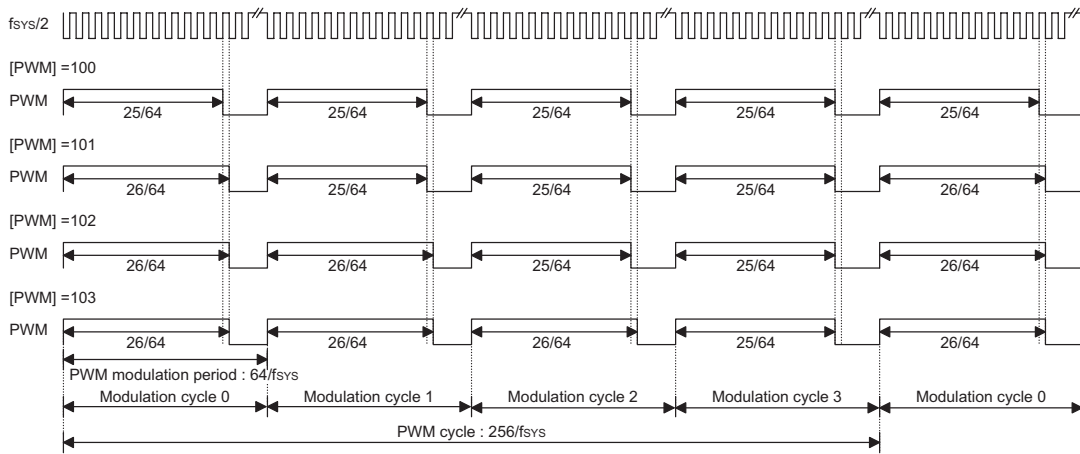 fSYS/2
[PWM] =100
PWM
25/64 25/64 25/64 25/64 25/64
[PWM] =101
PWM
26/64 25/64 25/64 25/64 26/64
[PWM] =102
PWM
26/64 26/64 25/64 25/64 26/64
[PWM] =103
PWM
26/64 26/64 26/64 25/64 26/64
PWM modulation period : 64/fSYS
Modulation cycle 0 Modulation cycle 1 Modulation cycle 2 Modulation cycle 3 Modulation cycle 0
PWM cycle : 256/fSYS